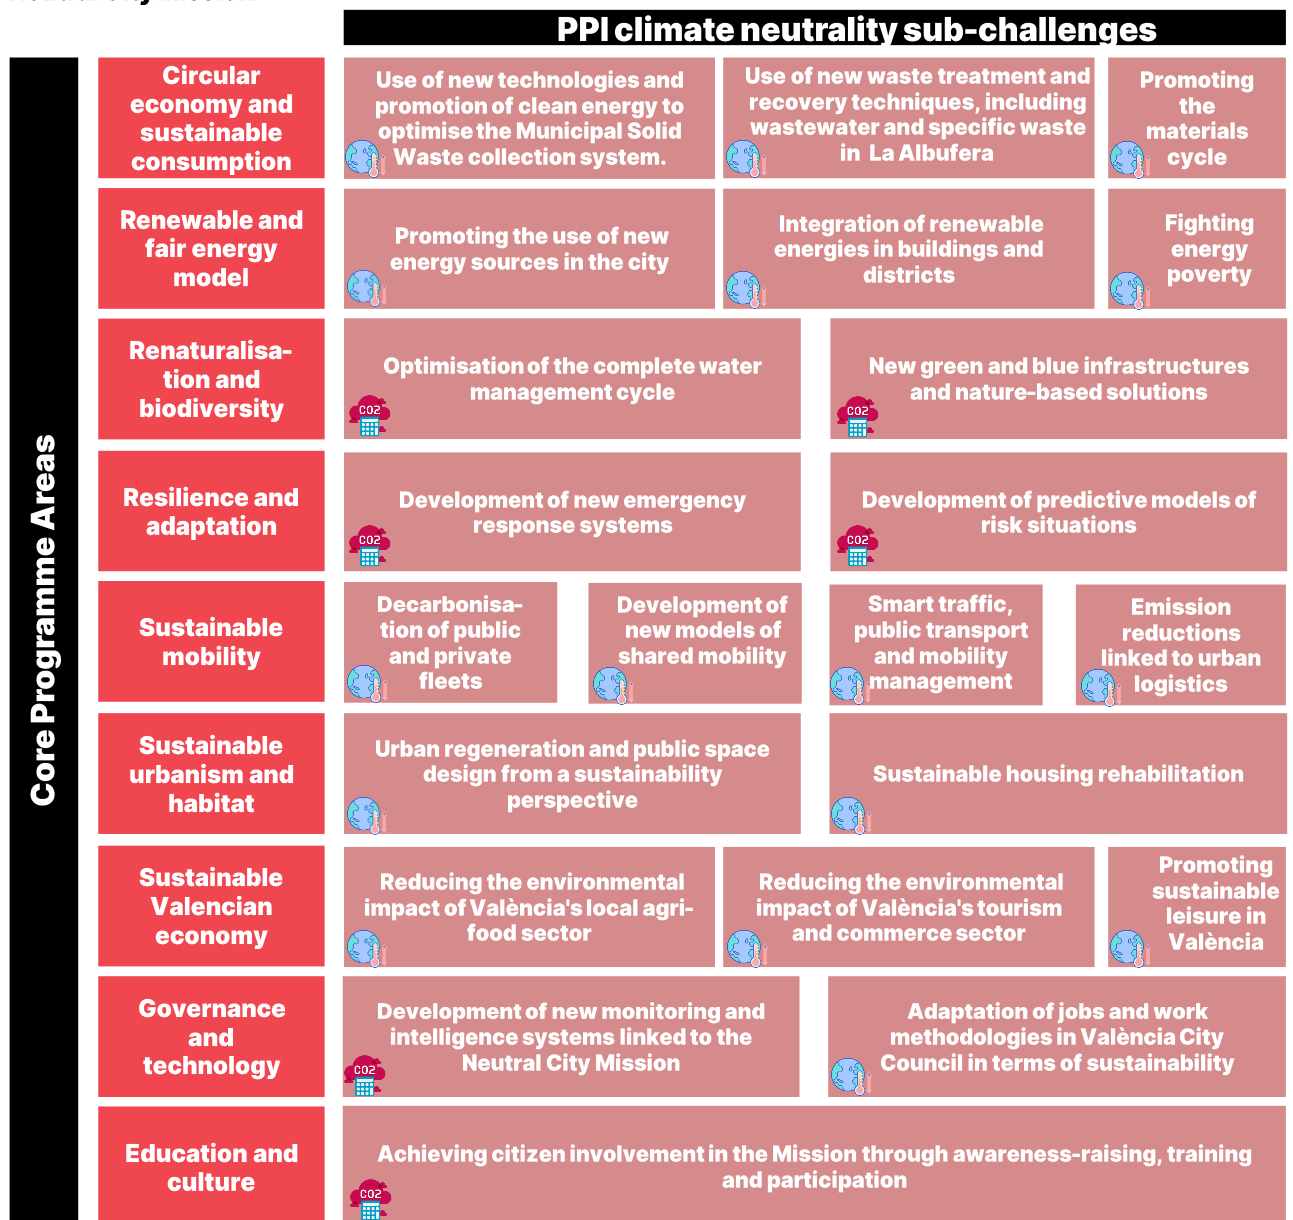 PPI climate neutrality sub-challenges
Core Programme Areas
Circular
economy and
sustainable
consumption
Use of new technologies and
promotion of clean energy to
optimise the Municipal Solid
Waste collection system.
Use of new waste treatment and
recovery techniques, including
wastewater and specific waste
in La Albufera
Promoting
the
materials
cycle
Renewable and
fair energy
model
Promoting the use of new
energy sources in the city
Integration of renewable
energies in buildings and
districts
Fighting
energy
poverty
Renaturalisa-
tion and
biodiversity
Optimisation of the complete water
management cycle
CO2
New green and blue infrastructures
and nature-based solutions
CO2
Resilience and
adaptation
Development of new emergency
response systems
CO2
Development of predictive models of
risk situations
CO2
Sustainable
mobility
Decarbonisa-
tion of public
and private
fleets
Development of
new models of
shared mobility
Smart traffic,
public transport
and mobility
management
Emission
reductions
linked to urban
logistics
Sustainable
urbanism and
habitat
Urban regeneration and public space
design from a sustainability
perspective
Sustainable housing rehabilitation
Sustainable
Valencian
economy
Reducing the environmental
impact of València's local agri-
food sector
Reducing the environmental
impact of València's tourism
and commerce sector
Promoting
sustainable
leisure in
València
Governance
and
technology
Development of new monitoring and
intelligence systems linked to the
Neutral City Mission
CO2
Adaptation of jobs and work
methodologies in València City
Council in terms of sustainability
Education and
culture
Achieving citizen involvement in the Mission through awareness-raising, training
and participation
CO2